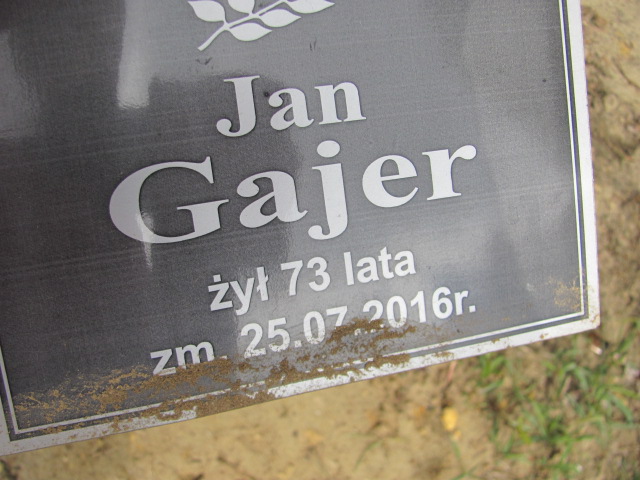 Jan
Gajer
żył 73 lata
zm. 25.07.2016r.